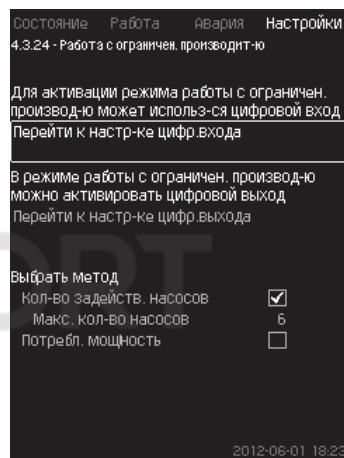 Состояние Работа Авария Настройки
4.3.24 - Работа с ограничен. производит-ю
Для активации режима работы с ограничен.
производ-ю может использ-ся цифровой вход
Перейти к настр-ке цифр.входа
В режиме работы с ограничен. произвoд-ю
можно активировать цифровой выход
Перейти к настр-ке цифр.выхода
Выбрать метод
Кол-во задейств. насосов
Макс. кол-во насосов 6
Потребл. мощность
2012-06-01 18:23